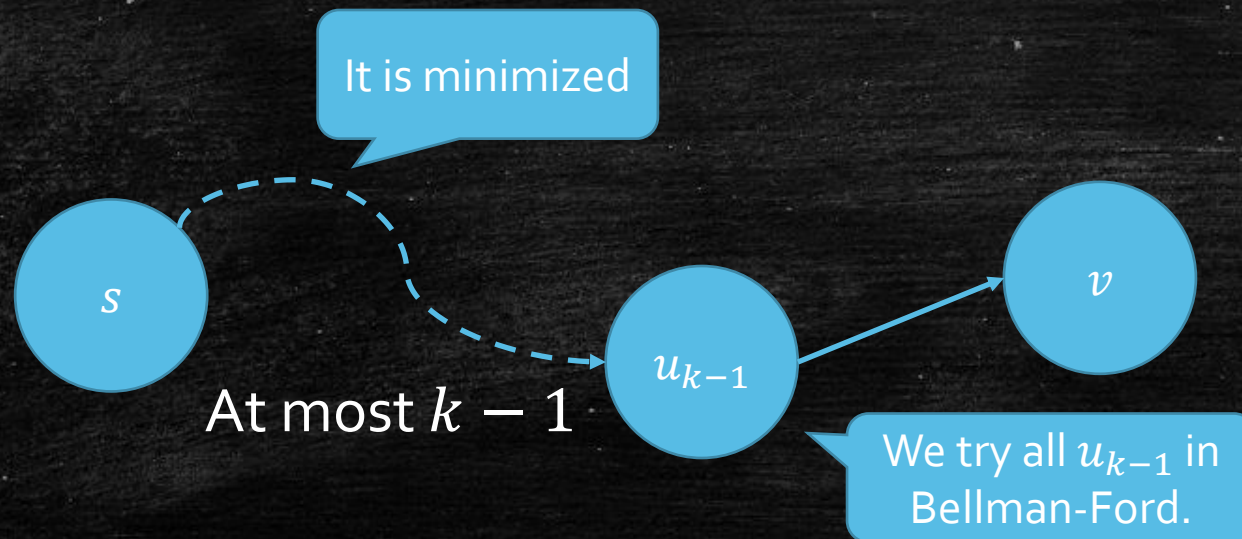 It is minimized
s
v
u_{k−1}
At most k − 1
We try all u_{k−1} in
Bellman-Ford.